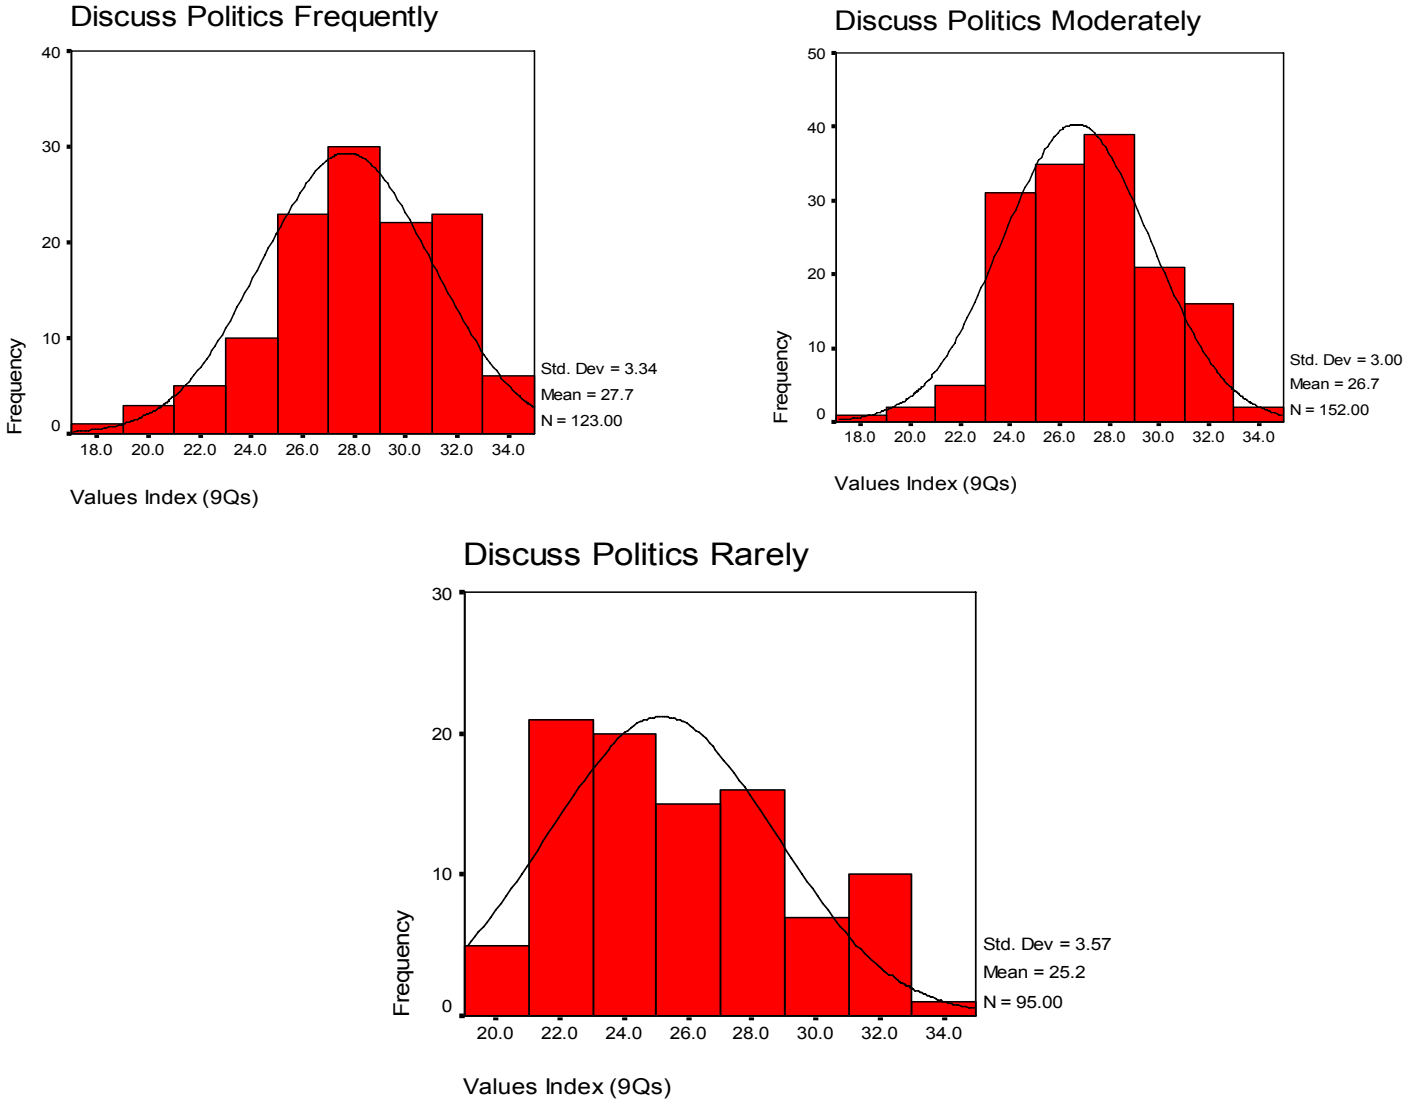 Discuss Politics Frequently
40
30
20
10
0
Frequency
18.0 20.0 22.0 24.0 26.0 28.0 30.0 32.0 34.0
Values Index (9Qs)
Std. Dev = 3.34
Mean = 27.7
N = 123.00
Discuss Politics Moderately
50
40
30
20
10
0
Frequency
18.0 20.0 22.0 24.0 26.0 28.0 30.0 32.0 34.0
Values Index (9Qs)
Std. Dev = 3.00
Mean = 26.7
N = 152.00
Discuss Politics Rarely
30
20
10
0
Frequency
20.0 22.0 24.0 26.0 28.0 30.0 32.0 34.0
Values Index (9Qs)
Std. Dev = 3.57
Mean = 25.2
N = 95.00